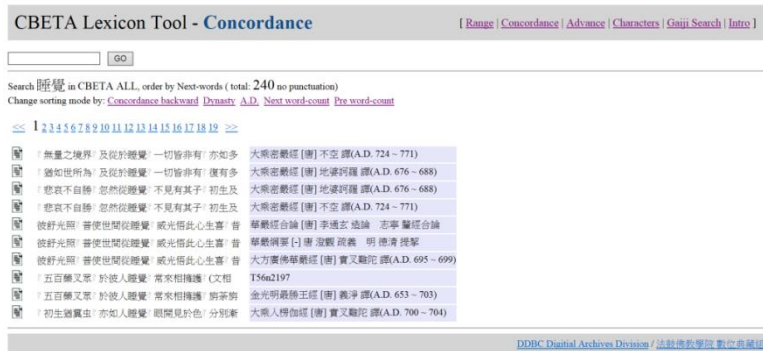 CBETA Lexicon Tool - Concordance
[ Range | Concordance | Advance | Characters | Gaiji Search | Intro ]
GO
Search 睡覺 in CBETA ALL, order by Next-words ( total: 240 no punctuation)
Change sorting mode by: Concordance backward Dynasty A.D. Next word-count Pre word-count
<< 1 2 3 4 5 6 7 8 9 10 11 12 13 14 15 16 17 18 19 >>
無量之境界 及從於睡覺 一切皆非有 亦如多 大乘密嚴經 [唐] 不空 譯(A.D. 724 ~ 771)
猶如世所為 及從於睡覺 一切皆非有 復有多 大乘密嚴經 [唐] 地婆訶羅 譯(A.D. 676 ~ 688)
悲哀不自勝 忽然從睡覺 不見有其子 初生及 大乘密嚴經 [唐] 地婆訶羅 譯(A.D. 676 ~ 688)
悲哀不自勝 忽然從睡覺 不見有其子 初生及 大乘密嚴經 [唐] 不空 譯(A.D. 724 ~ 771)
彼舒光照 普使世間從睡覺 威光悟此心生喜 昔 華嚴經合論 [唐] 李通玄 造論 志寧 釐經合論
彼舒光照 普使世間從睡覺 威光悟此心生喜 昔 華嚴綱要 [-] 唐 澄觀 疏義 明 德清 提挈
彼舒光照 普使世間從睡覺 威光悟此心生喜 昔 大方廣佛華嚴經 [唐] 實叉難陀 譯(A.D. 695 ~ 699)
五百藥叉眾 於彼人睡覺 常來相擁護 (文相 T56n2197
五百藥叉眾 於彼人睡覺 常來相擁護 旃荼旃 金光明最勝王經 [唐] 義淨 譯(A.D. 653 ~ 703)
初生猶寘虫 亦如人睡覺 眼開見於色 分別漸 大乘入楞伽經 [唐] 實叉難陀 譯(A.D. 700 ~ 704)
DDBC Digitial Archives Division / 法鼓佛教學院 數位典藏組